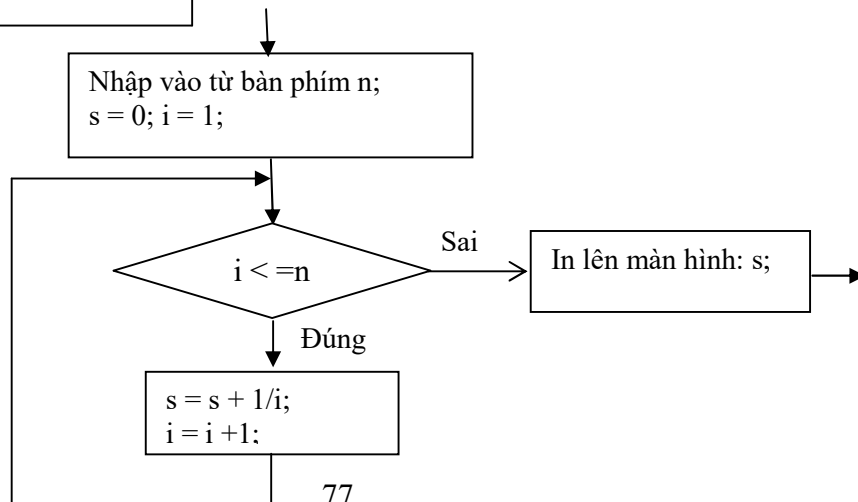 Nhập vào từ bàn phím n;
s = 0; i = 1;
i < =n
Sai
In lên màn hình: s;
Đúng
s = s + 1/i;
i = i +1;
77